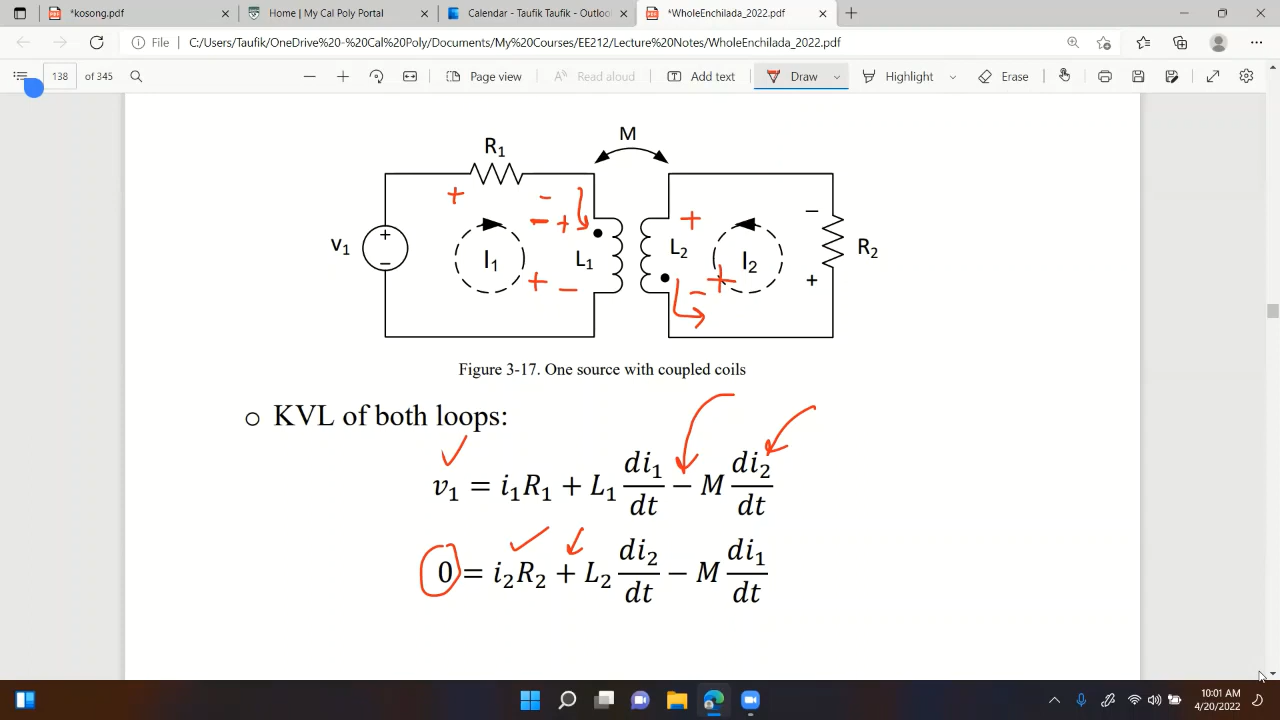 *kosong.pdf
Home | My Cal Poly Portal
Calendar - Taufik Taufik - Outloo
*WholeEnchilada_2022.pdf
File | C:/Users/Taufik/OneDrive%20-%20Cal%20Poly/Documents/My%20Courses/EE212/Lecture%20Notes/WholeEnchilada_2022.pdf
138 of 345
Page view
Read aloud
Add text
Draw
Highlight
Erase
M
R₁
+ - - + +
v₁ + − I₁ L₁ L₂ I₂ − R₂
+ − − + +
Figure 3-17. One source with coupled coils
○ KVL of both loops:
v₁ = i₁R₁ + L₁ di₁/dt − M di₂/dt
0 = i₂R₂ + L₂ di₂/dt − M di₁/dt
10:01 AM
4/20/2022